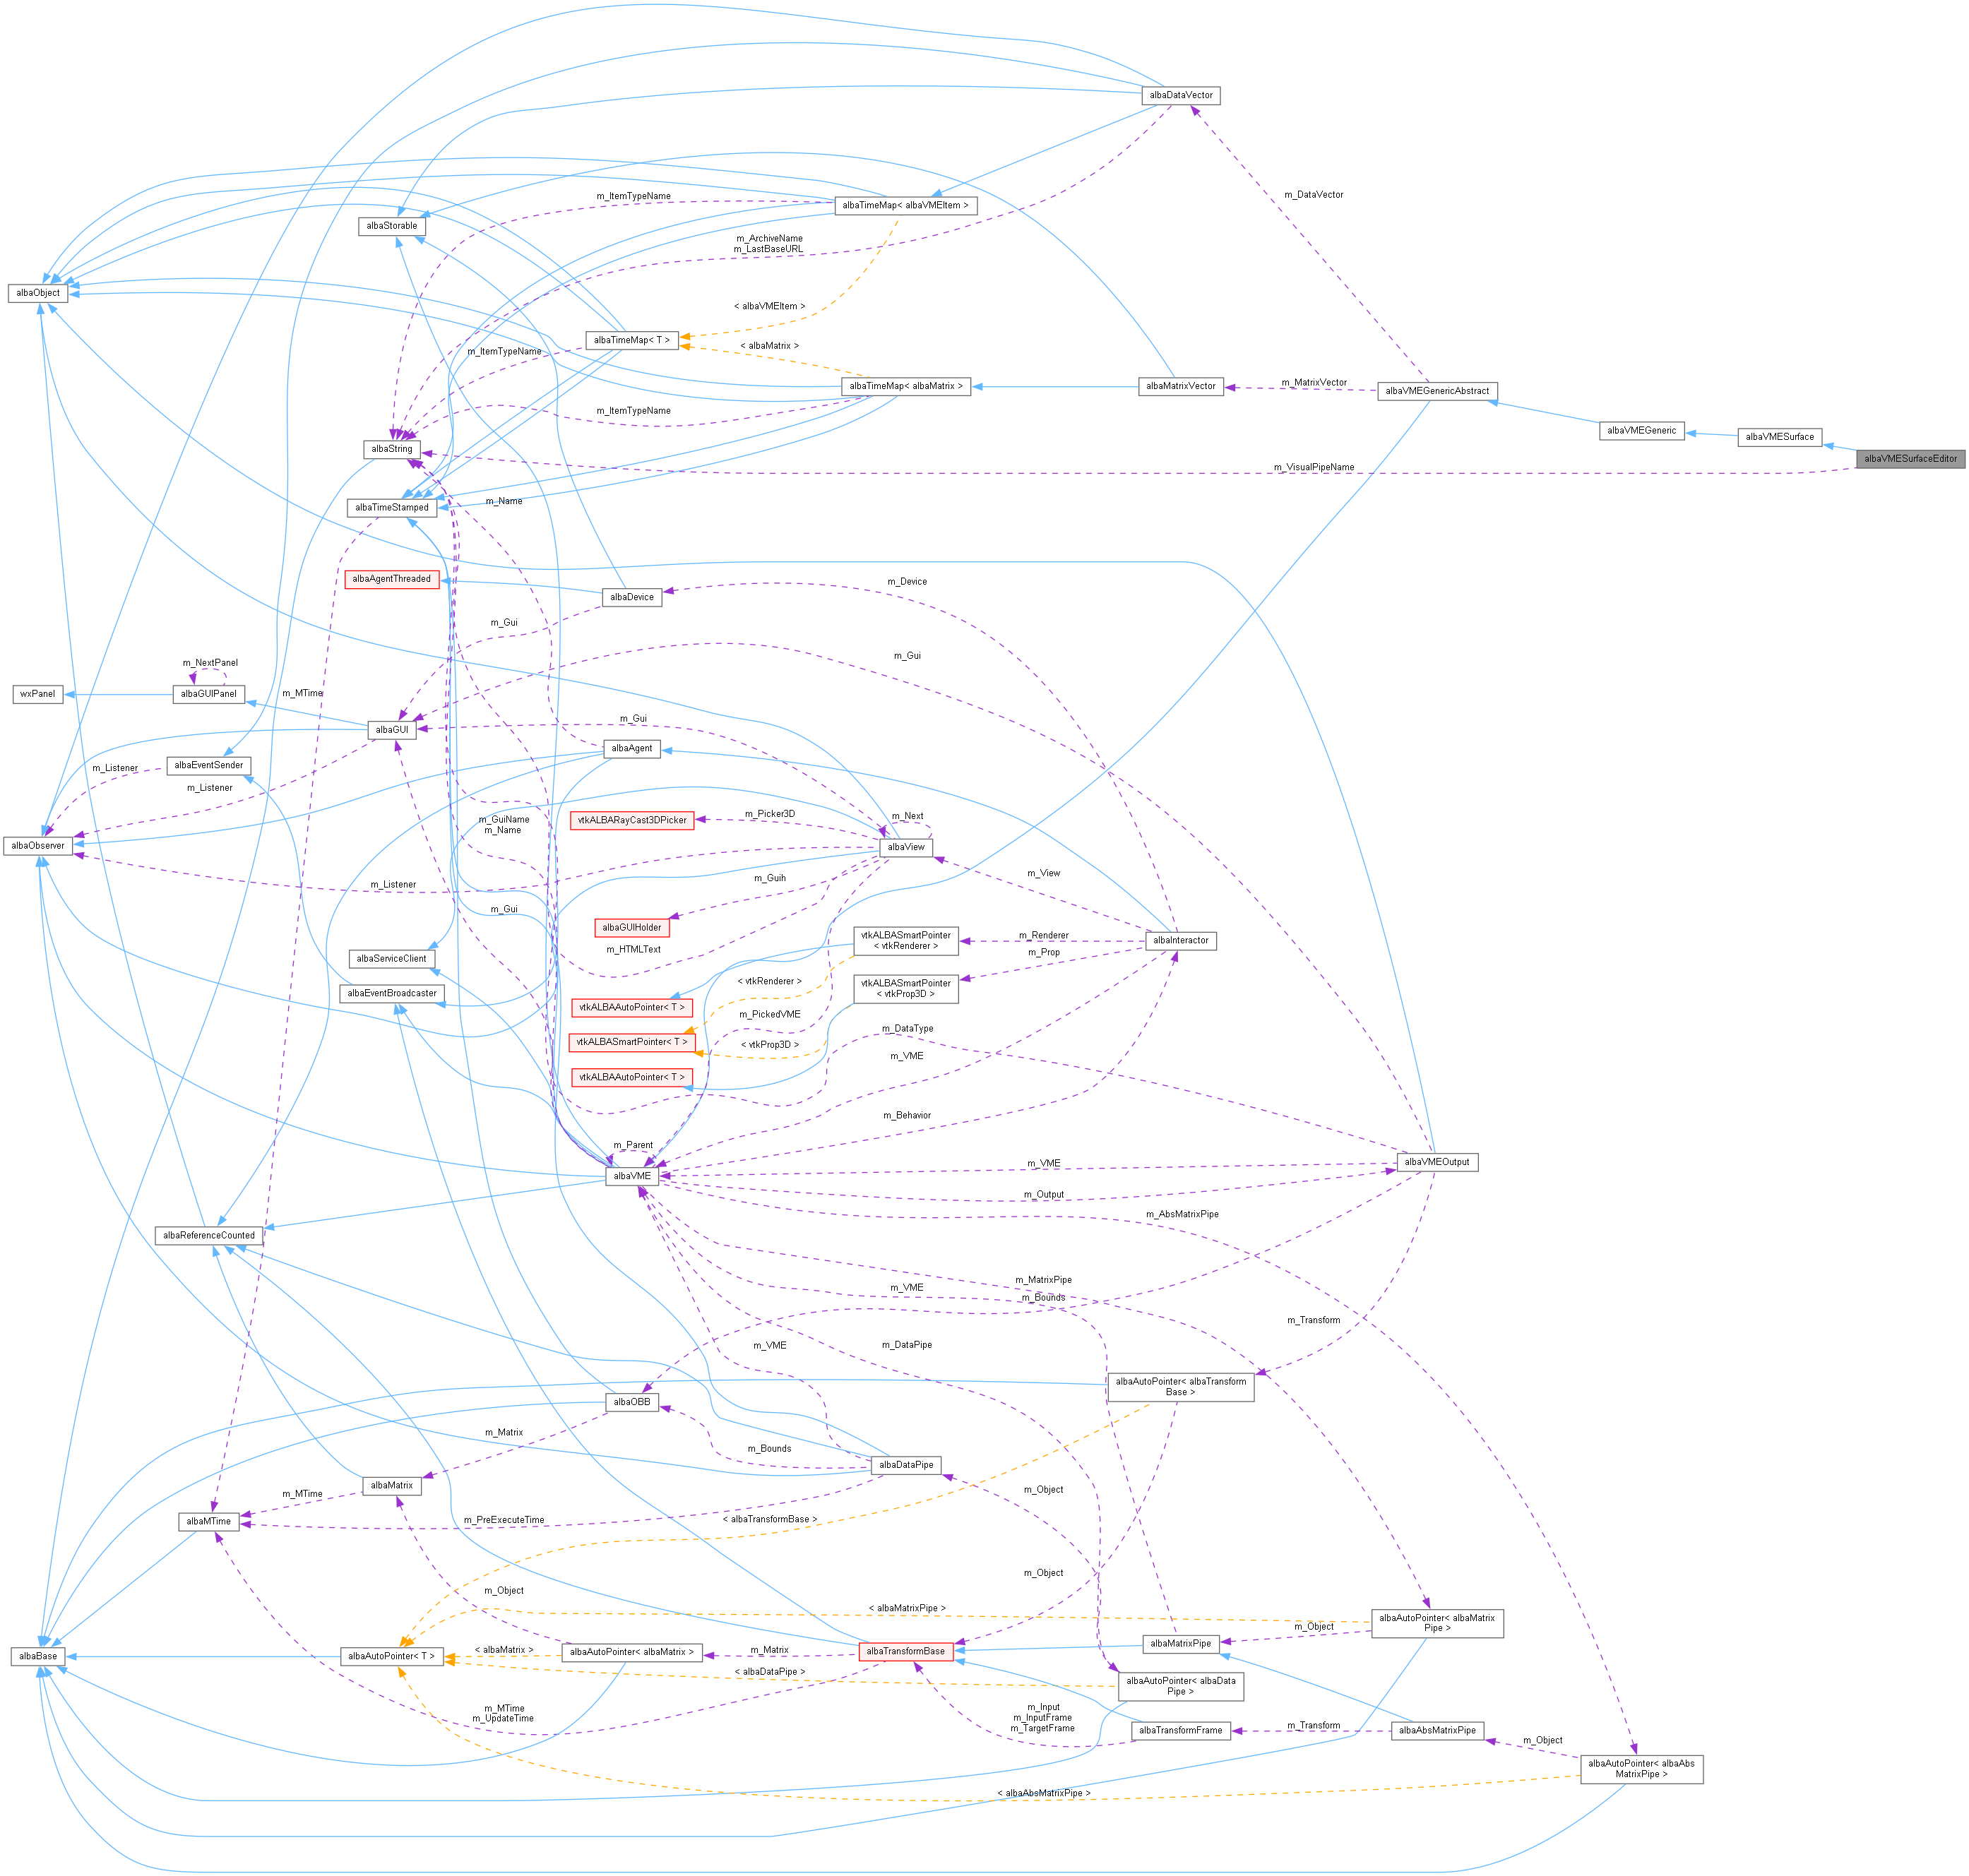 albaDataVector
m_DataVector
m_ItemTypeName
albaTimeMap< albaVMEItem >
albaStorable
m_ArchiveName
m_LastBaseURL
albaObject
< albaVMEItem >
albaTimeMap< T >
< albaMatrix >
m_ItemTypeName
albaTimeMap< albaMatrix >
albaMatrixVector
m_MatrixVector
albaVMEGenericAbstract
m_ItemTypeName
albaVMEGeneric
albaVMESurface
albaString
albaVMESurfaceEditor
m_VisualPipeName
m_Name
albaTimeStamped
albaAgentThreaded
m_Device
albaDevice
m_Gui
m_Gui
m_NextPanel
wxPanel
albaGUIPanel
m_MTime
m_Gui
albaGUI
albaAgent
albaEventSender
m_Listener
m_Listener
m_GuiName
m_Name
vtkALBARayCast3DPicker
m_Picker3D
m_Next
albaObserver
albaView
m_View
m_Guih
m_Listener
m_Gui
albaGUIHolder
vtkALBASmartPointer
< vtkRenderer >
m_Renderer
albaInteractor
m_HTMLText
m_Prop
albaServiceClient
vtkALBASmartPointer
< vtkProp3D >
albaEventBroadcaster
< vtkRenderer >
vtkALBAAutoPointer< T >
m_PickedVME
m_DataType
vtkALBASmartPointer< T >
< vtkProp3D >
m_VME
vtkALBAAutoPointer< T >
m_Behavior
m_Parent
albaVMEOutput
m_VME
albaVME
m_Output
m_AbsMatrixPipe
albaReferenceCounted
m_MatrixPipe
m_VME
m_Bounds
m_Transform
m_VME
m_DataPipe
albaAutoPointer< albaTransform
Base >
albaOBB
m_Matrix
m_Bounds
albaDataPipe
albaMatrix
m_MTime
m_Object
albaMTime
m_PreExecuteTime
< albaTransformBase >
m_Object
m_Object
< albaMatrixPipe >
albaAutoPointer< albaMatrix
Pipe >
m_Object
albaMatrixPipe
albaBase
albaAutoPointer< T >
< albaMatrix >
albaAutoPointer< albaMatrix >
m_Matrix
albaTransformBase
< albaDataPipe >
albaAutoPointer< albaData
Pipe >
m_MTime
m_UpdateTime
m_Input
m_InputFrame
m_TargetFrame
albaTransformFrame
m_Transform
albaAbsMatrixPipe
m_Object
albaAutoPointer< albaAbs
MatrixPipe >
< albaAbsMatrixPipe >